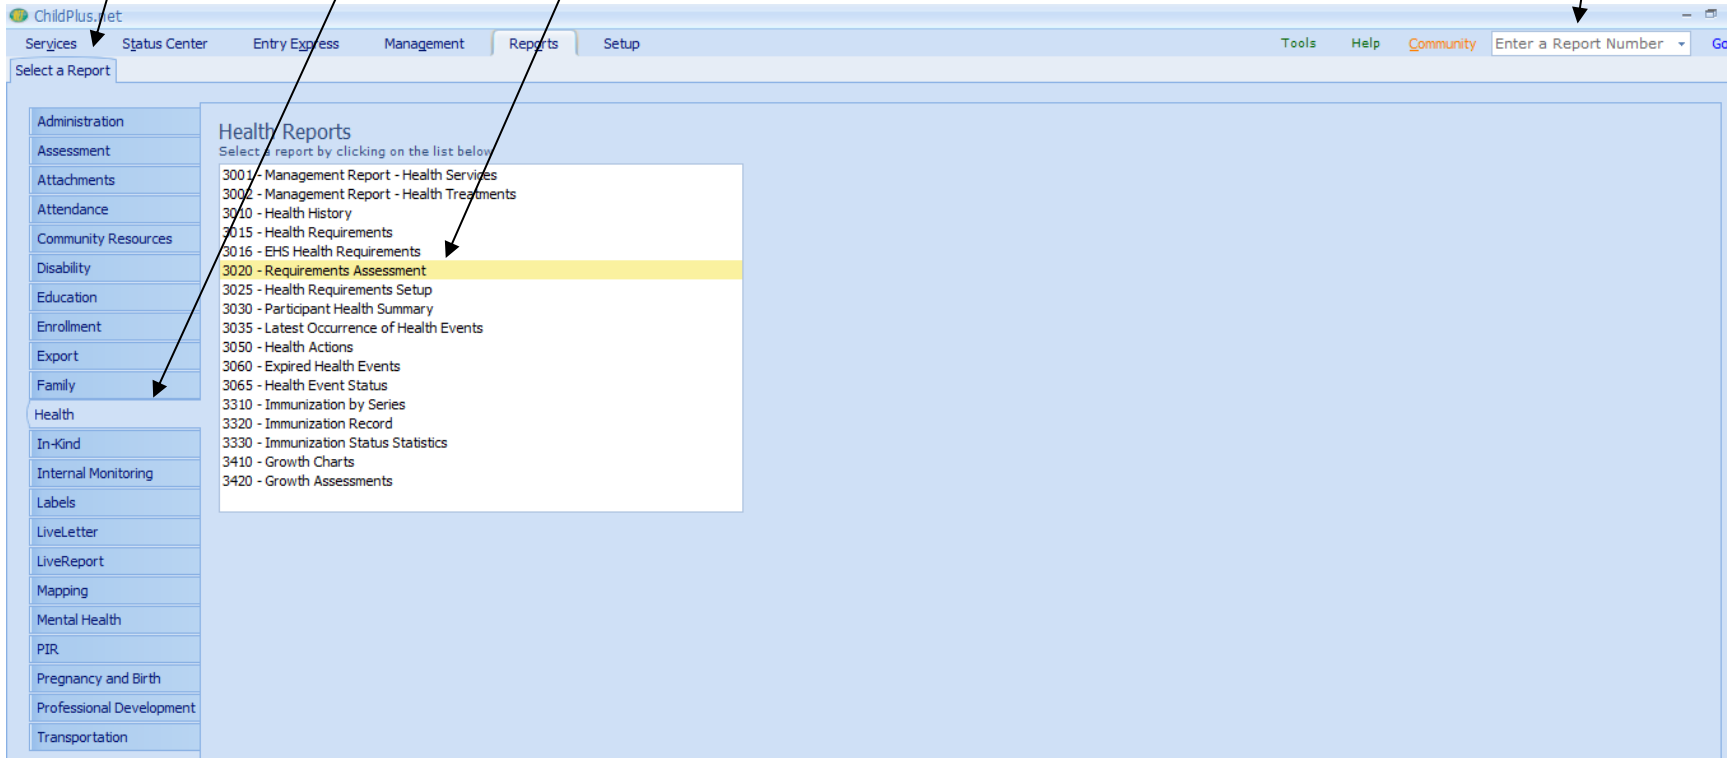 ChildPlus.net
Services Status Center Entry Express Management Reports Setup Tools Help Community Enter a Report Number Go
Select a Report
Administration
Assessment
Attachments
Attendance
Community Resources
Disability
Education
Enrollment
Export
Family
Health
In-Kind
Internal Monitoring
Labels
LiveLetter
LiveReport
Mapping
Mental Health
PIR
Pregnancy and Birth
Professional Development
Transportation
Health Reports
Select a report by clicking on the list below
3001 - Management Report - Health Services
3002 - Management Report - Health Treatments
3010 - Health History
3015 - Health Requirements
3016 - EHS Health Requirements
3020 - Requirements Assessment
3025 - Health Requirements Setup
3030 - Participant Health Summary
3035 - Latest Occurrence of Health Events
3050 - Health Actions
3060 - Expired Health Events
3065 - Health Event Status
3310 - Immunization by Series
3320 - Immunization Record
3330 - Immunization Status Statistics
3410 - Growth Charts
3420 - Growth Assessments